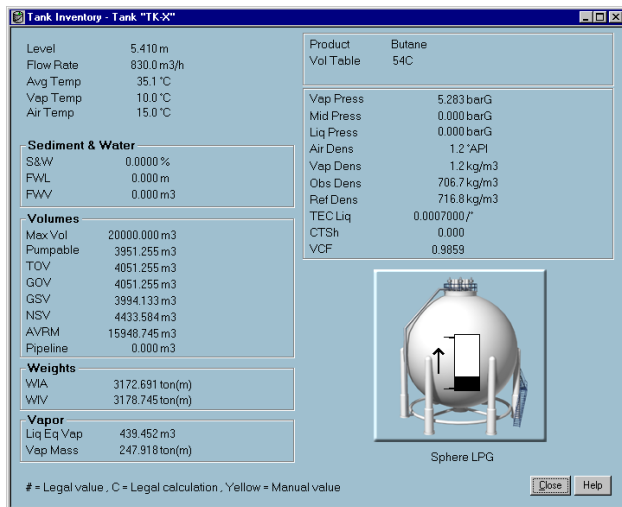 Tank Inventory - Tank "TK-X"
Level 5.410 m
Flow Rate 830.0 m3/h
Avg Temp 35.1 °C
Vap Temp 10.0 °C
Air Temp 15.0 °C
Product Butane
Vol Table 54C
Sediment & Water
S&W 0.0000 %
FWL 0.000 m
FWV 0.000 m3
Volumes
Max Vol 20000.000 m3
Pumpable 3951.255 m3
TOV 4051.255 m3
GOV 4051.255 m3
GSV 3994.133 m3
NSV 4433.584 m3
AVRM 15948.745 m3
Pipeline 0.000 m3
Weights
WIA 3172.691 ton(m)
WIV 3178.745 ton(m)
Vapor
Liq Eq Vap 439.452 m3
Vap Mass 247.918 ton(m)
Vap Press 5.283 barG
Mid Press 0.000 barG
Liq Press 0.000 barG
Air Dens 1.2 °API
Vap Dens 1.2 kg/m3
Obs Dens 706.7 kg/m3
Ref Dens 716.8 kg/m3
TEC Liq 0.0007000 /°
CTSh 0.000
VCF 0.9859
Sphere LPG
# = Legal value , C = Legal calculation , Yellow = Manual value
Close Help